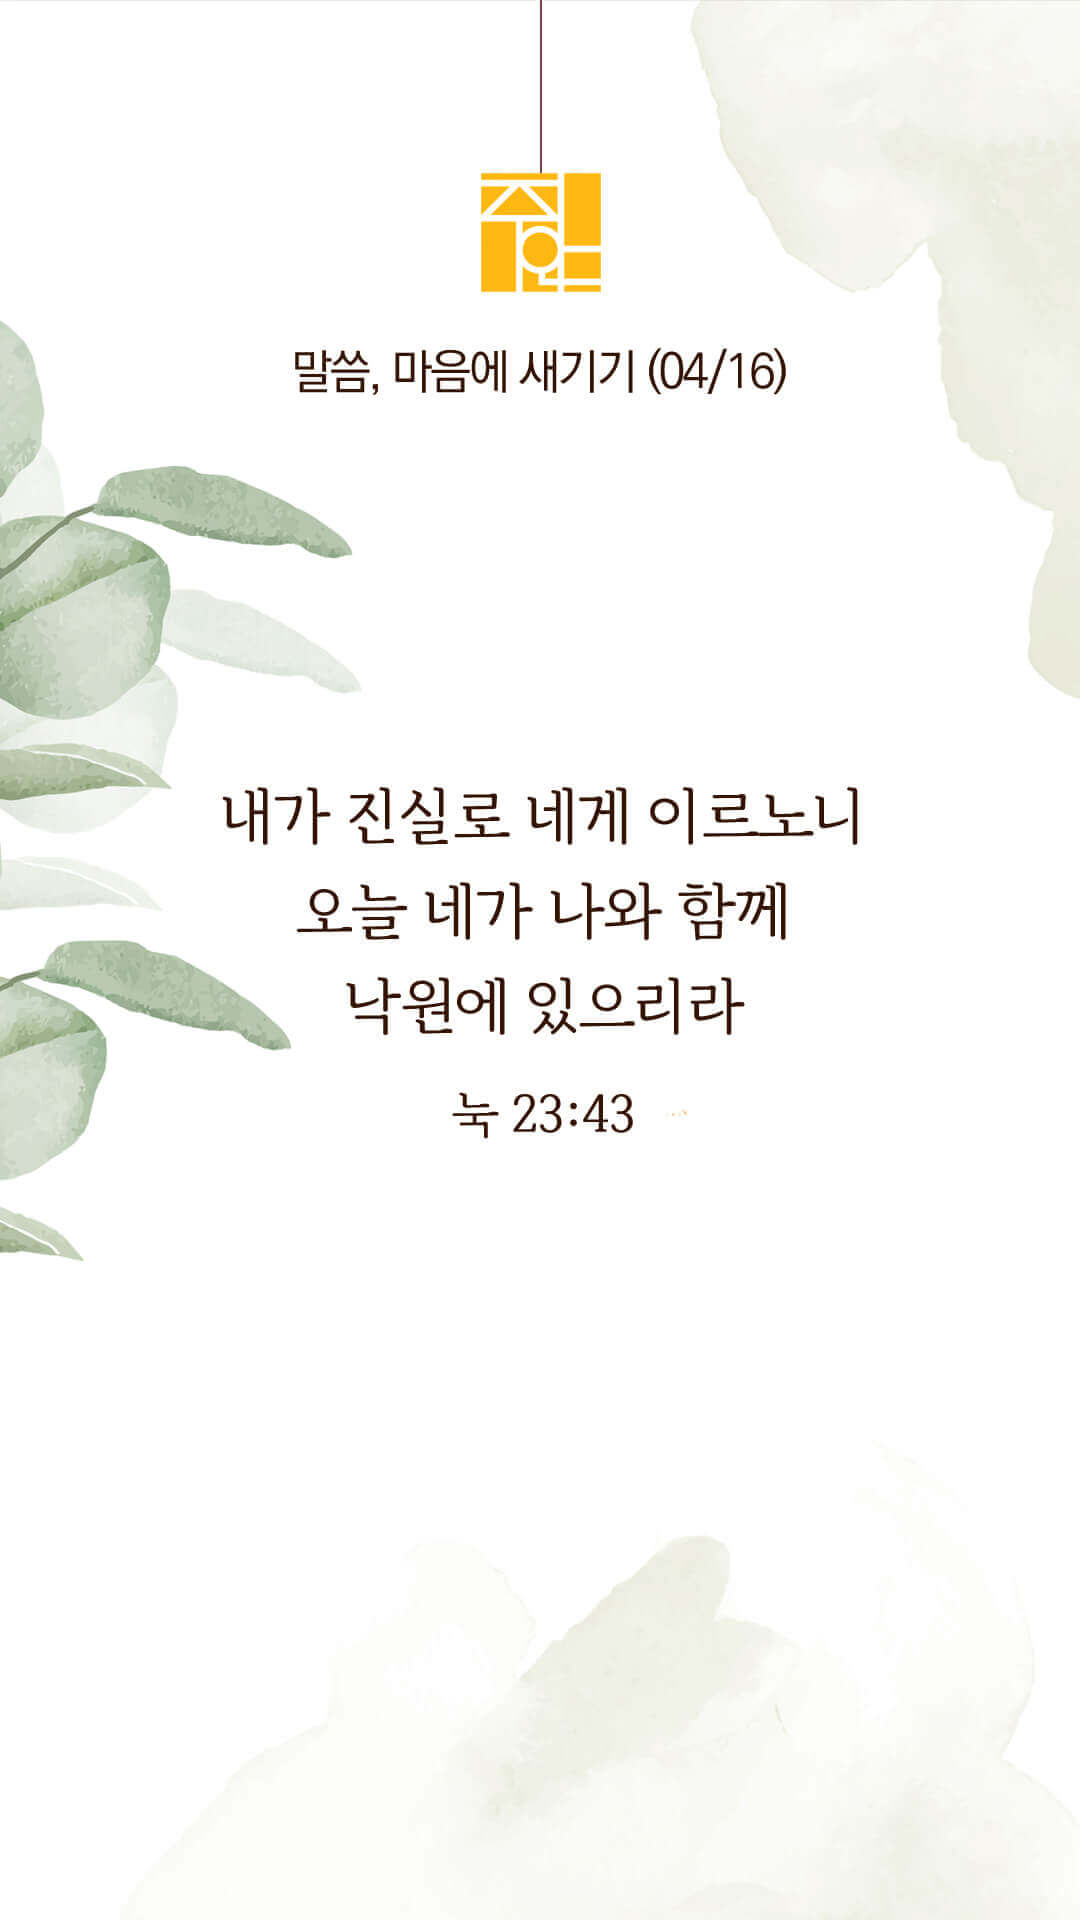 말씀, 마음에 새기기 (04/16)
내가 진실로 네게 이르노니
오늘 네가 나와 함께
낙원에 있으리라
눅 23:43